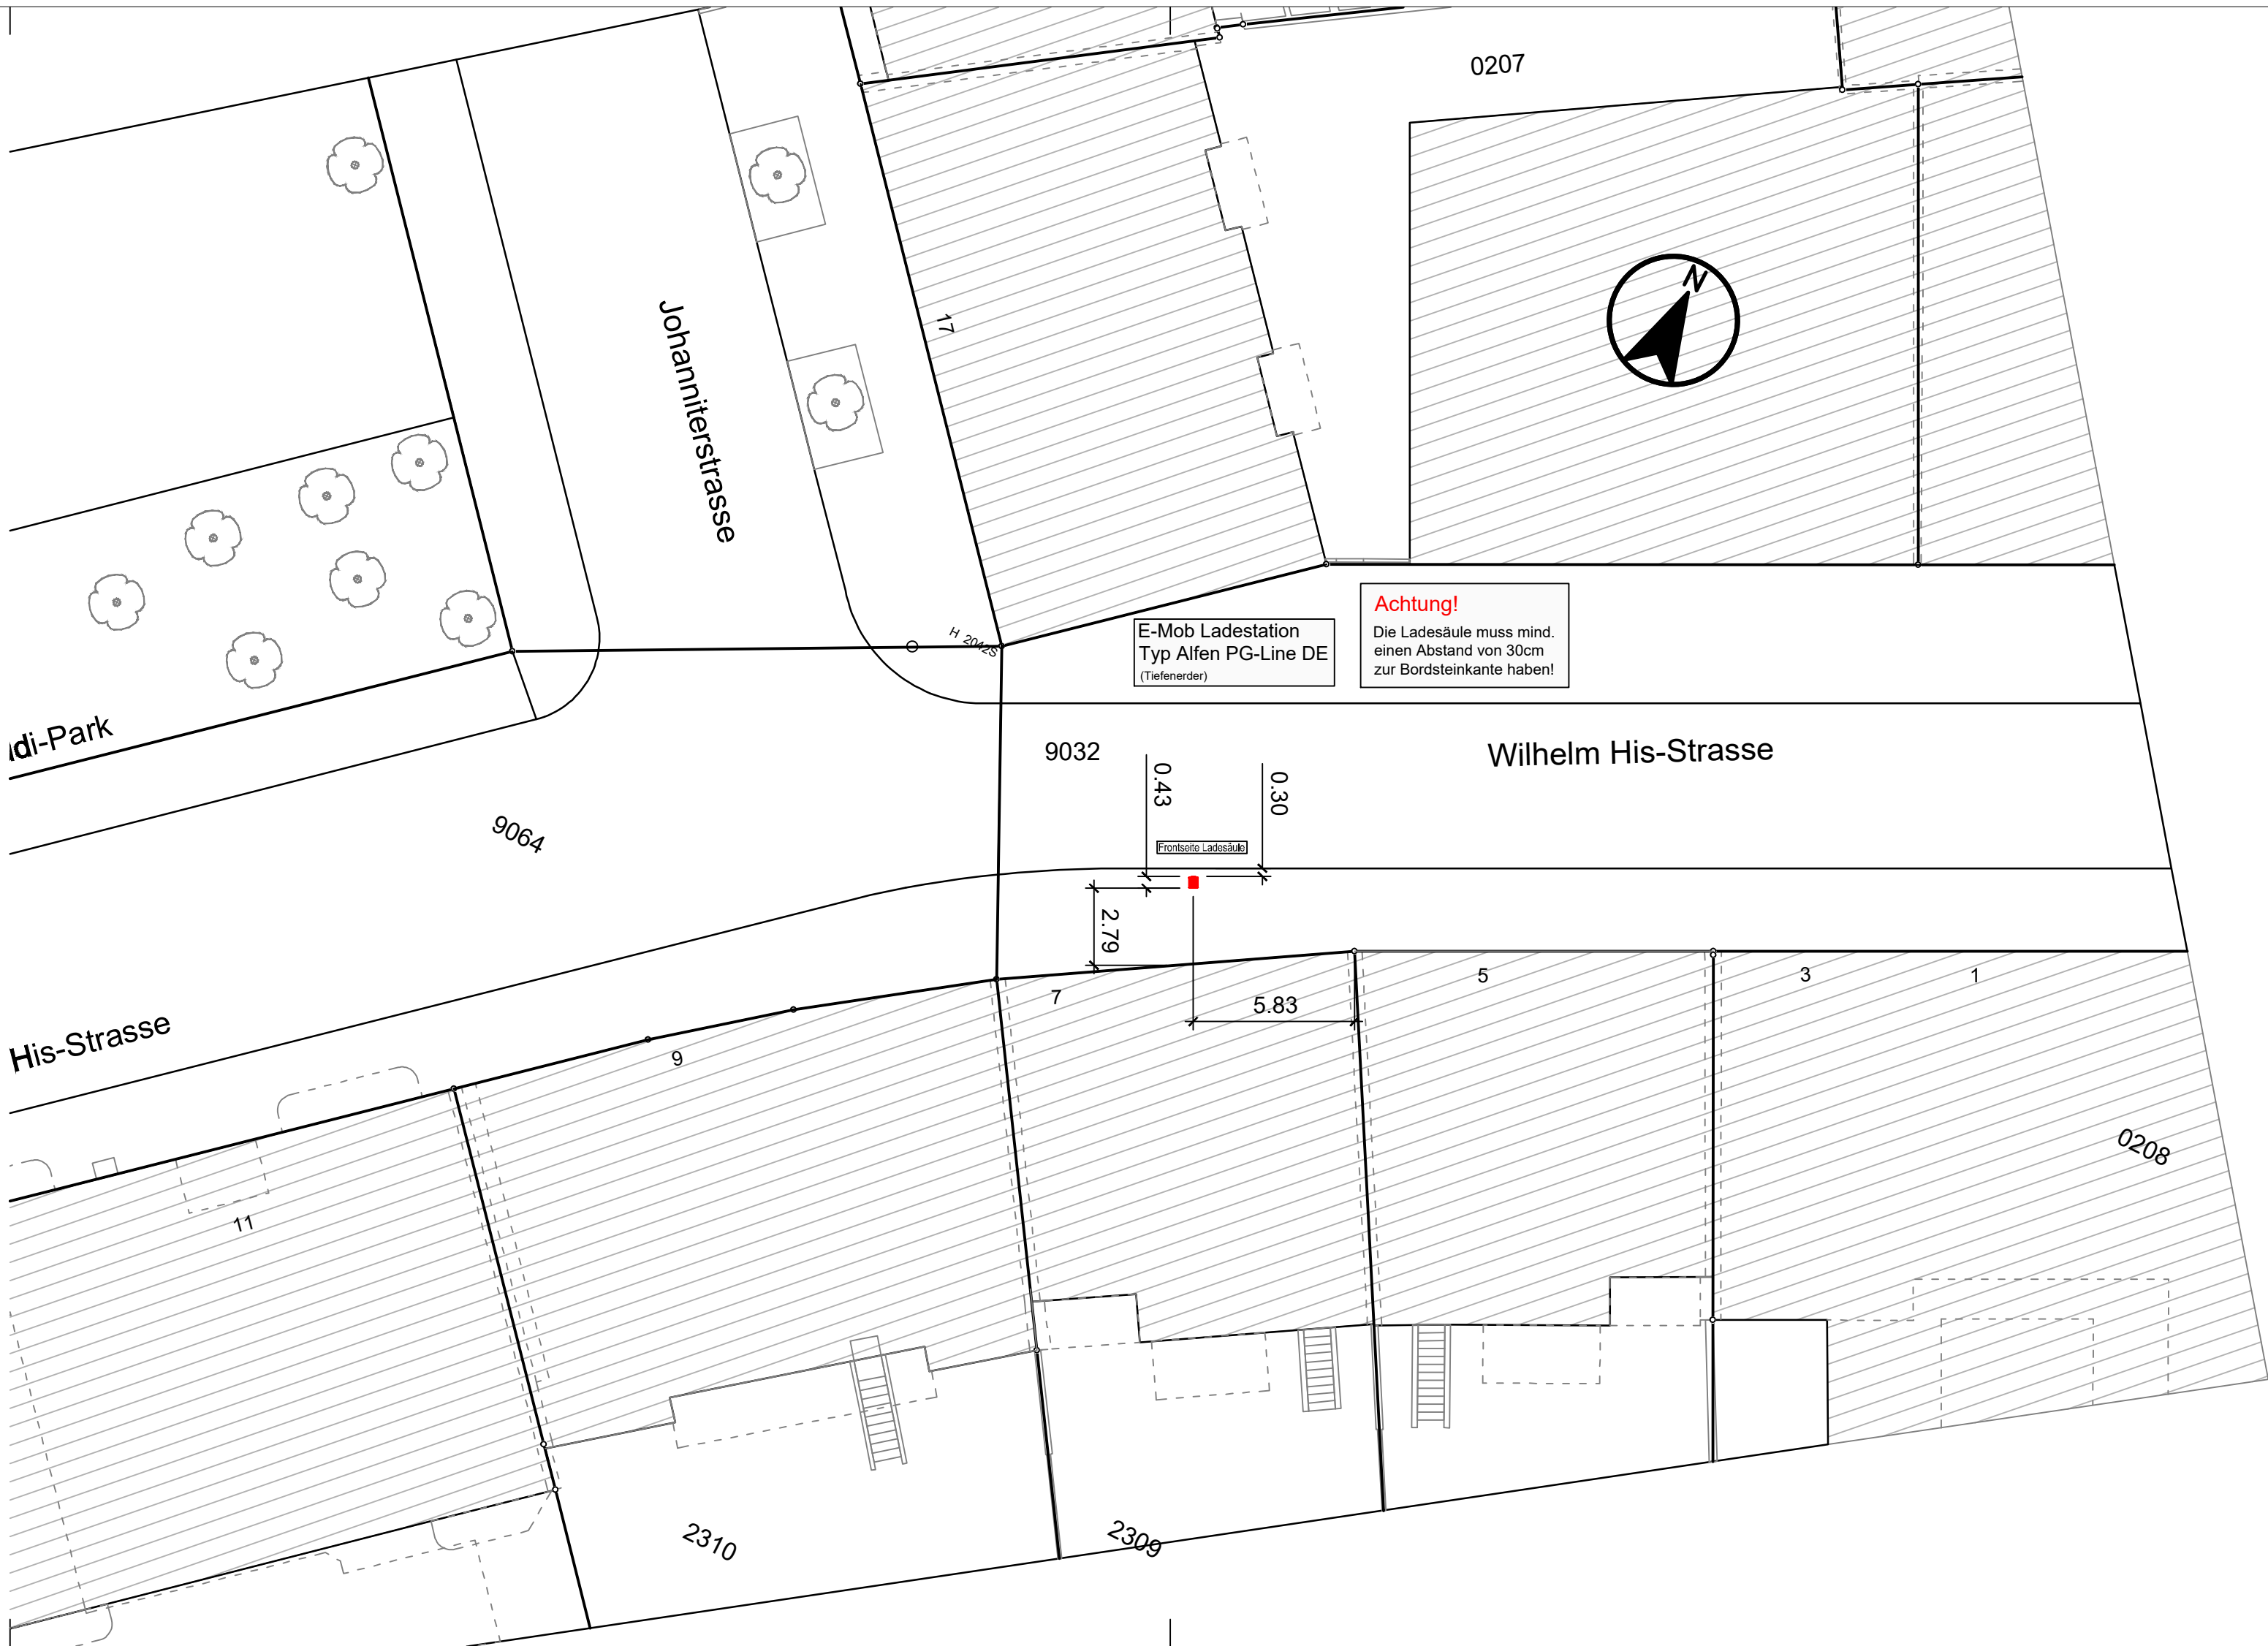 0207
N
17
Johanniterstrasse
H 2042S
E-Mob Ladestation
Typ Alfen PG-Line DE
(Tiefenerder)
Achtung!
Die Ladesäule muss mind.
einen Abstand von 30cm
zur Bordsteinkante haben!
di-Park
9032
Wilhelm His-Strasse
0.43
0.30
9064
Frontseite Ladesäule
2.79
5
3
1
7
5.83
His-Strasse
9
0208
11
2310
2309